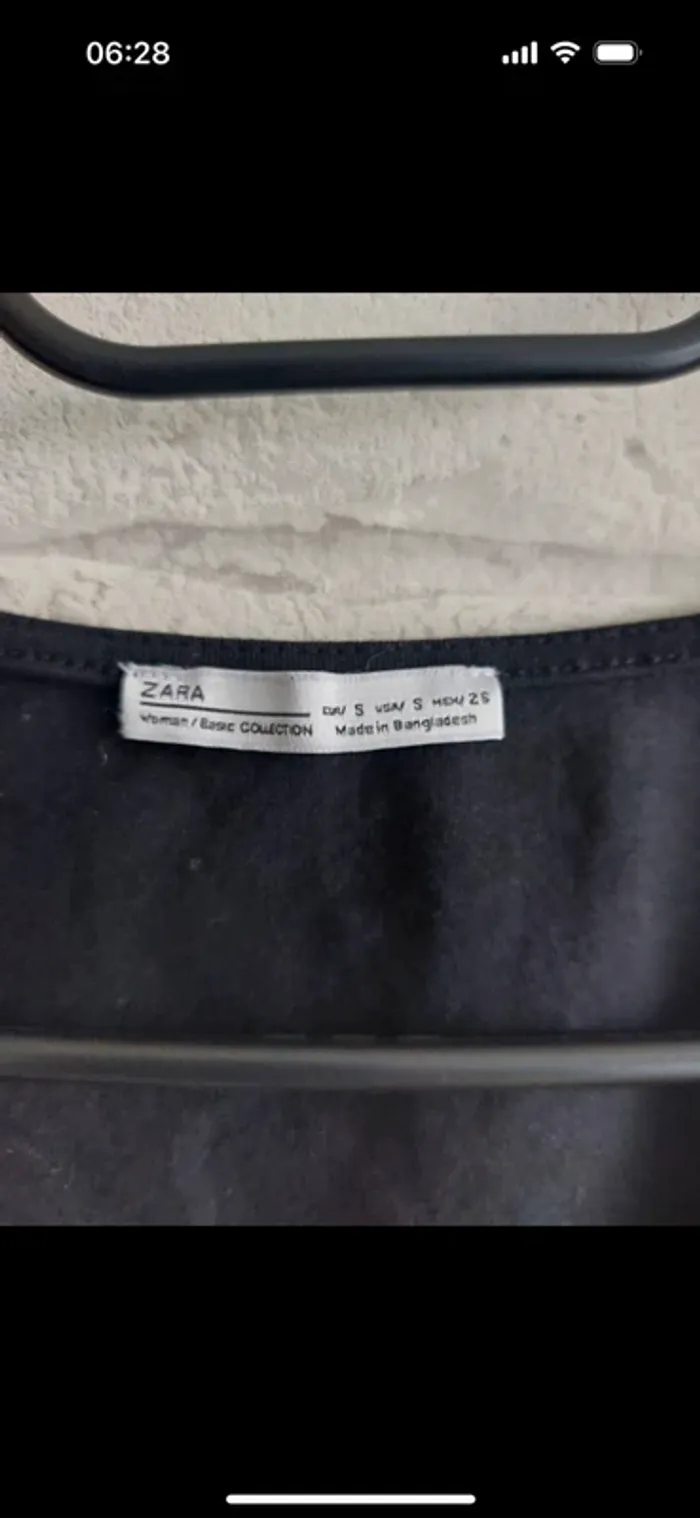 06:28
ZARA
Woman / Basic COLLECTION
EUR S USA S MEX 26
Made in Bangladesh